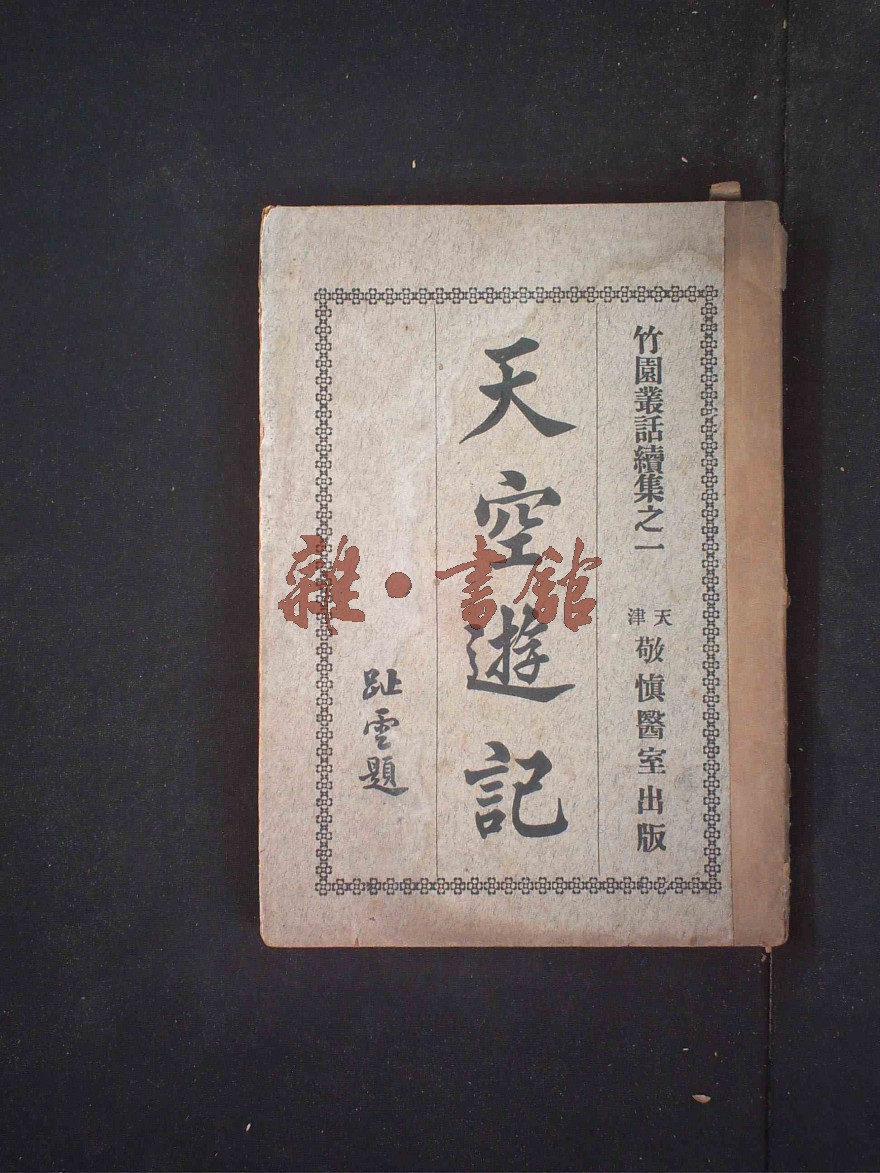 竹園叢話續集之一
天津
敬慎醫室出版
天空遊記
趾雲題
雜·書館